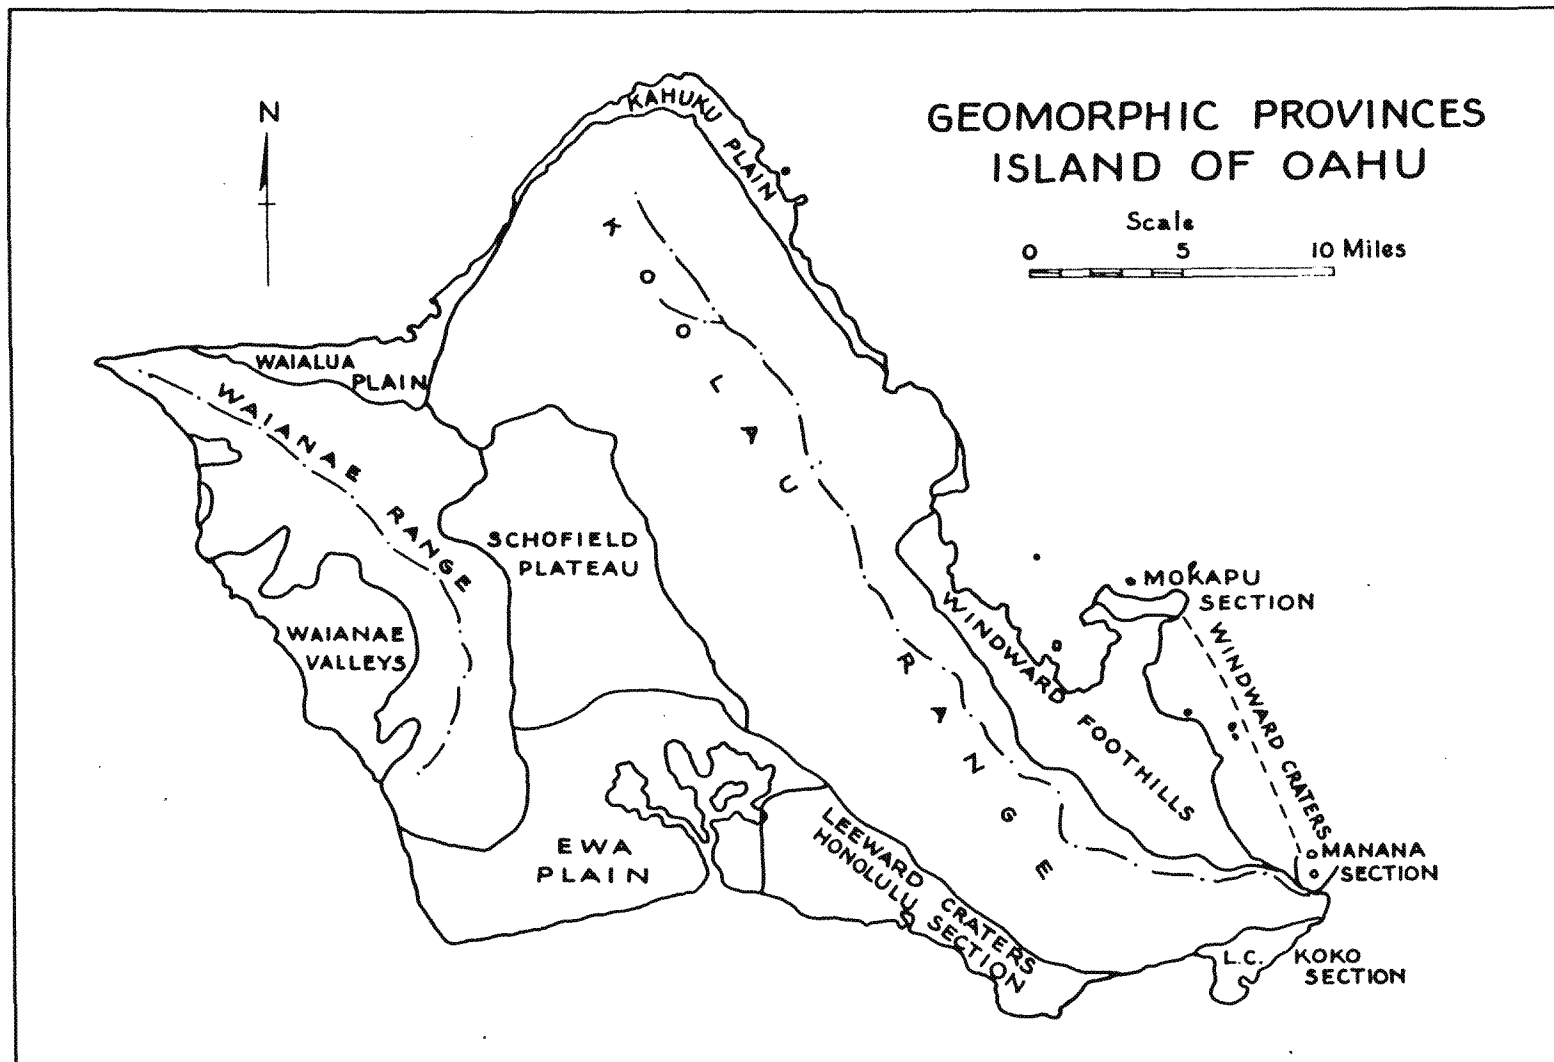 GEOMORPHIC PROVINCES
ISLAND OF OAHU
Scale
0 5 10 Miles
N
KAHUKU PLAIN
KOOLAU RANGE
WAIALUA
PLAIN
WAIANAE RANGE
SCHOFIELD
PLATEAU
WAIANAE
VALLEYS
EWA
PLAIN
LEEWARD CRATERS
HONOLULU SECTION
WINDWARD FOOTHILLS
MOKAPU
SECTION
WINDWARD CRATERS
MANANA
SECTION
L.C. KOKO
SECTION